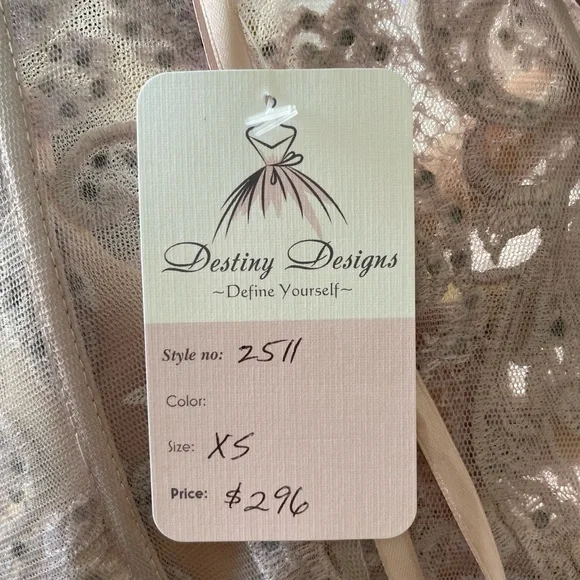 Destiny Designs
~Define Yourself~
Style no: 2511
Color:
Size: XS
Price: $296